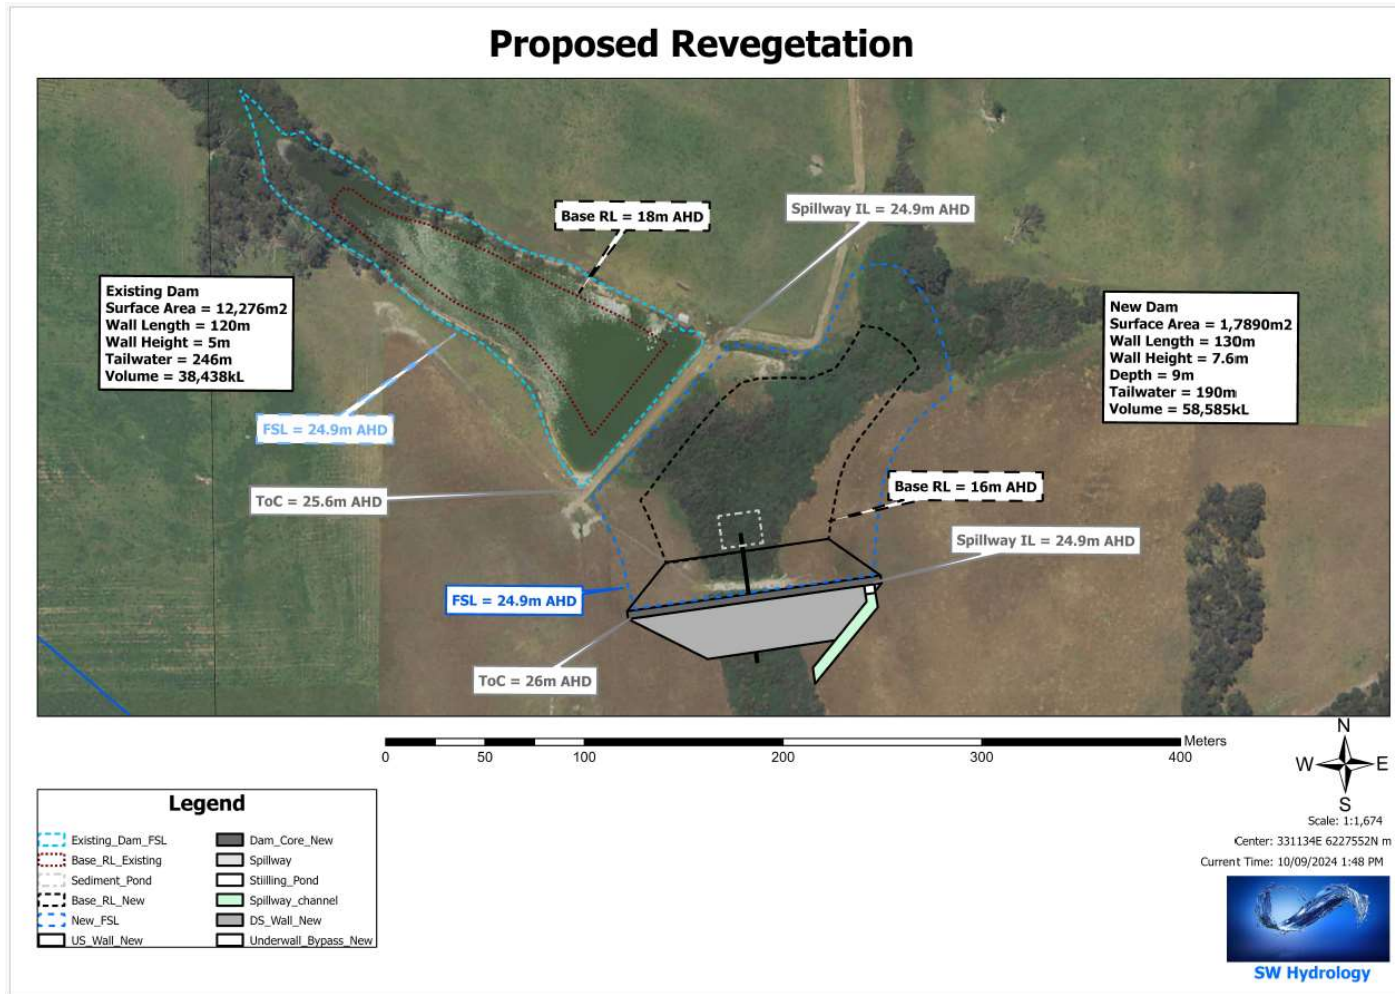 Proposed Revegetation
Base RL = 18m AHD
Spillway IL = 24.9m AHD
Existing Dam
Surface Area = 12,276m2
Wall Length = 120m
Wall Height = 5m
Tailwater = 246m
Volume = 38,438kL
New Dam
Surface Area = 1,7890m2
Wall Length = 130m
Wall Height = 7.6m
Depth = 9m
Tailwater = 190m
Volume = 58,585kL
FSL = 24.9m AHD
ToC = 25.6m AHD
Base RL = 16m AHD
Spillway IL = 24.9m AHD
FSL = 24.9m AHD
ToC = 26m AHD
0 50 100 200 300 400 Meters
N
W E
S
Scale: 1:1,674
Center: 331134E 6227552N m
Current Time: 10/09/2024 1:48 PM
SW Hydrology
Legend
Existing_Dam_FSL
Base_RL_Existing
Sediment_Pond
Base_RL_New
New_FSL
US_Wall_New
Dam_Core_New
Spillway
Stiilling_Pond
Spillway_channel
DS_Wall_New
Underwall_Bypass_New